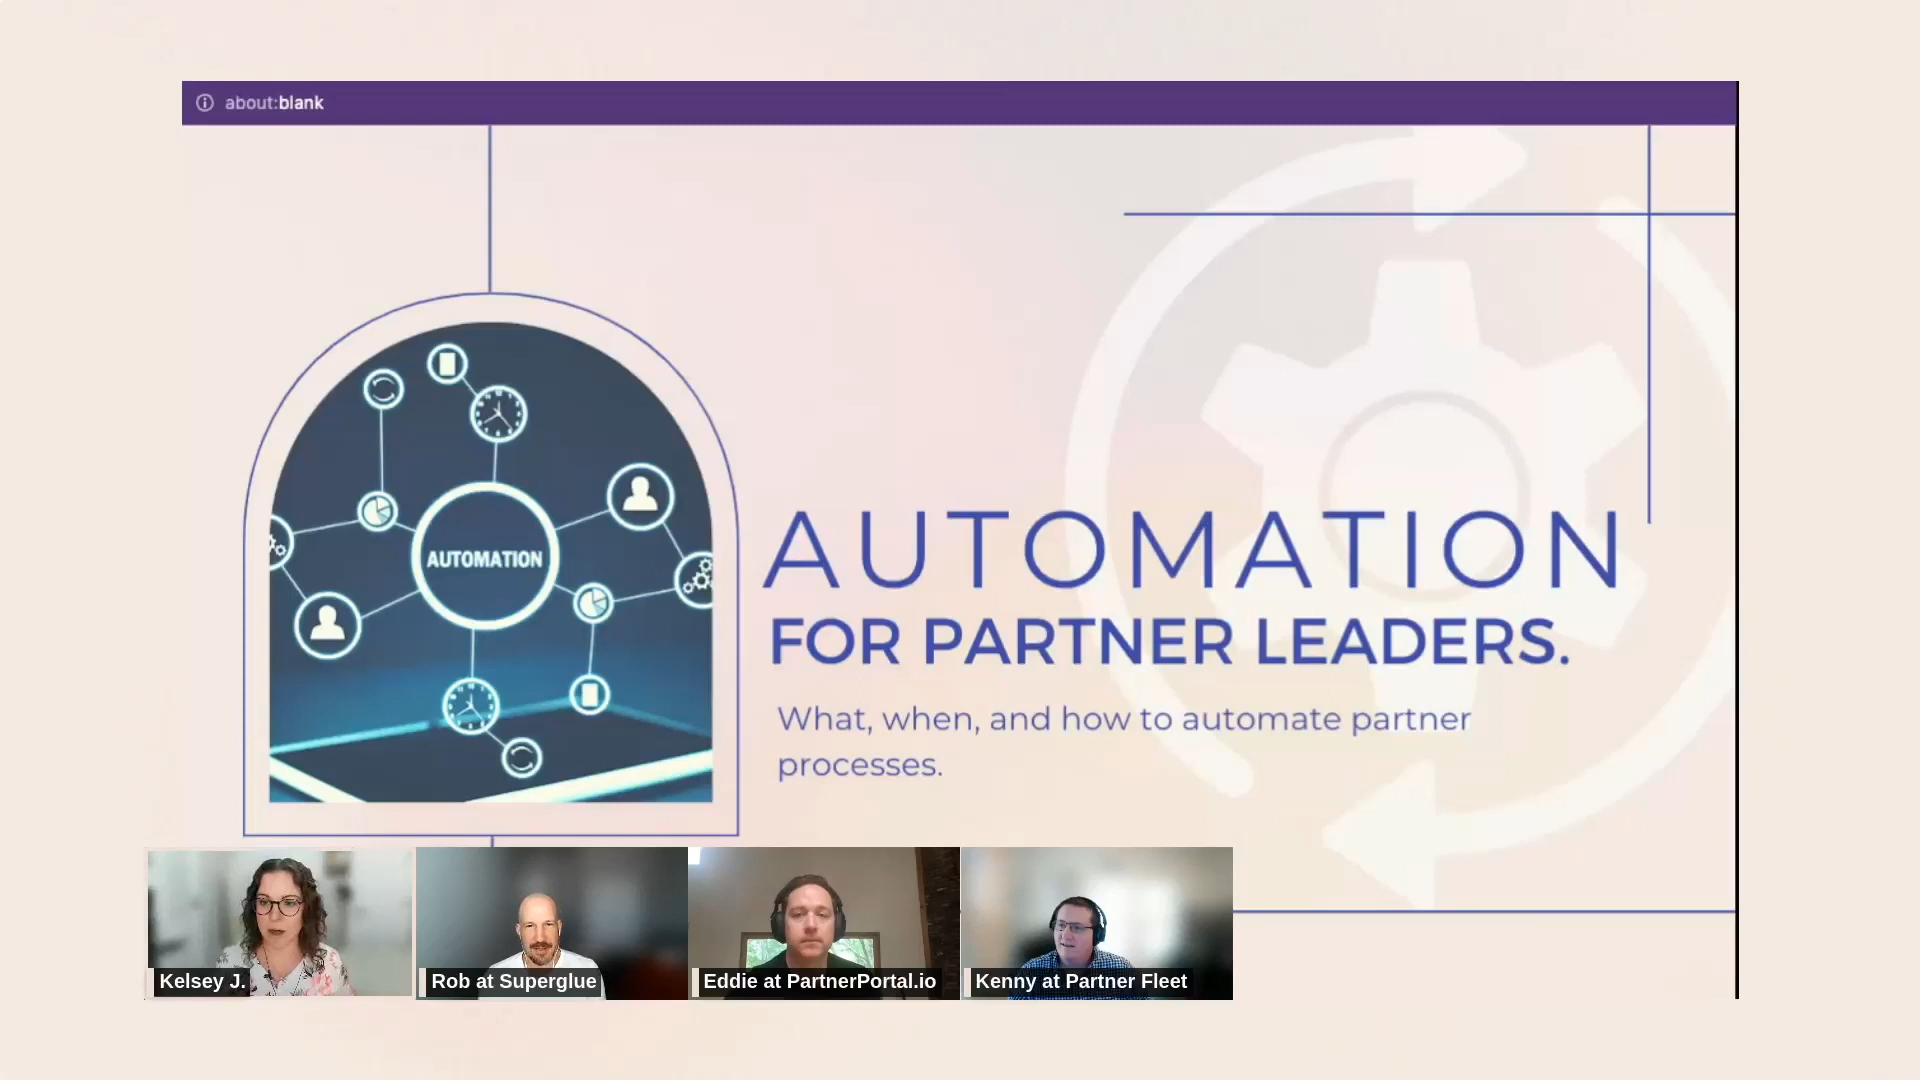 about:blank
AUTOMATION
AUTOMATION
FOR PARTNER LEADERS.
What, when, and how to automate partner
processes.
Kelsey J.
Rob at Superglue
Eddie at PartnerPortal.io
Kenny at Partner Fleet